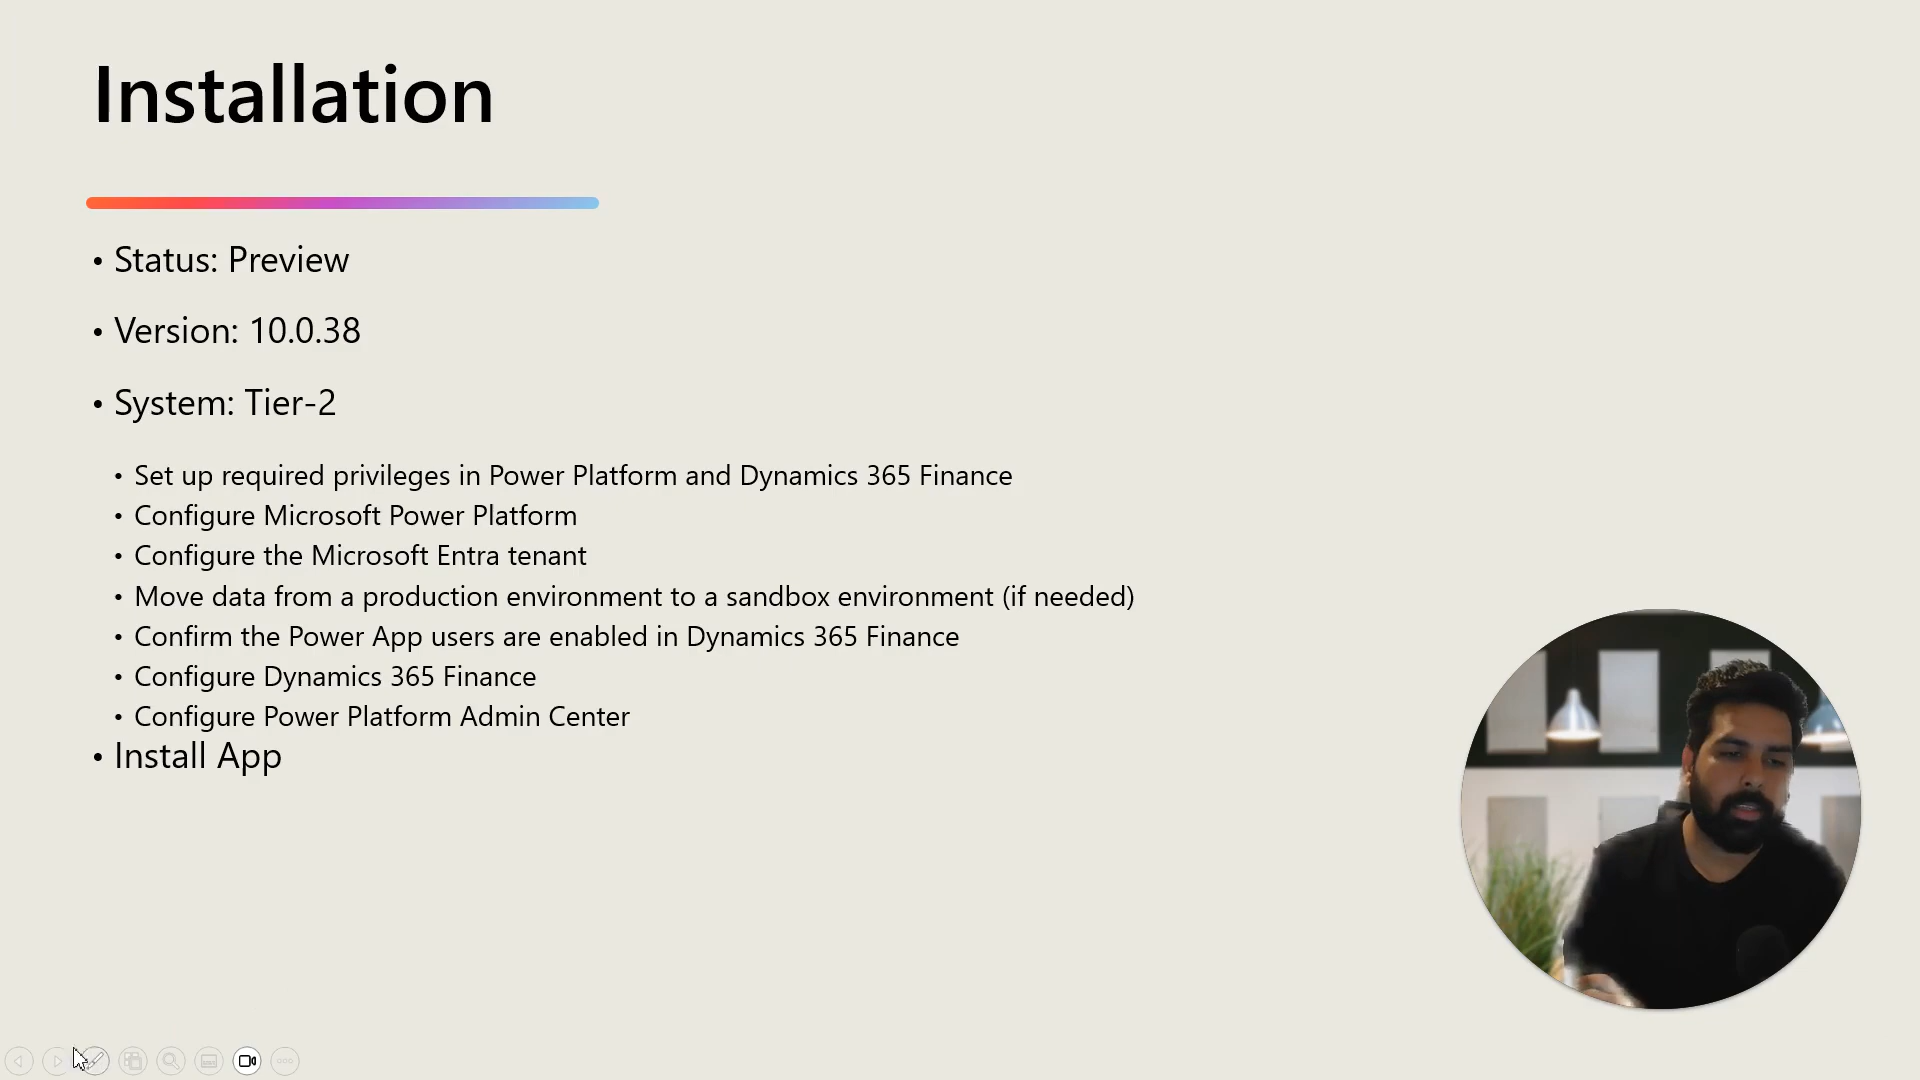 Installation
• Status: Preview
• Version: 10.0.38
• System: Tier-2
• Set up required privileges in Power Platform and Dynamics 365 Finance
• Configure Microsoft Power Platform
• Configure the Microsoft Entra tenant
• Move data from a production environment to a sandbox environment (if needed)
• Confirm the Power App users are enabled in Dynamics 365 Finance
• Configure Dynamics 365 Finance
• Configure Power Platform Admin Center
• Install App